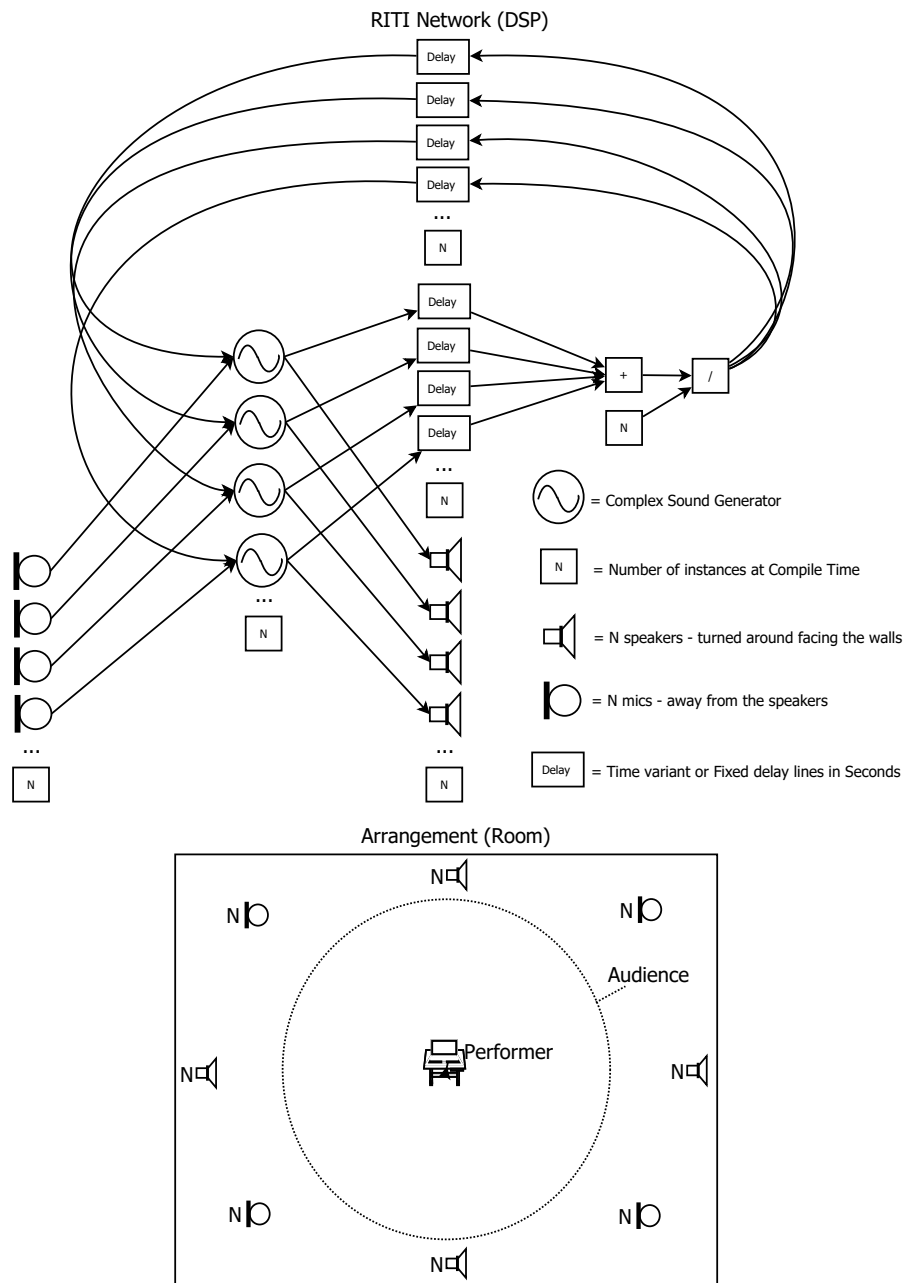 RITI Network (DSP)
Delay
Delay
Delay
Delay
...
N
Delay
Delay
Delay
Delay
...
N
+
/
N
...
N
= Complex Sound Generator
N
= Number of instances at Compile Time
= N speakers - turned around facing the walls
= N mics - away from the speakers
...
N
...
N
Delay
= Time variant or Fixed delay lines in Seconds
Arrangement (Room)
N
N
N
Audience
Performer
N
N
N
N
N